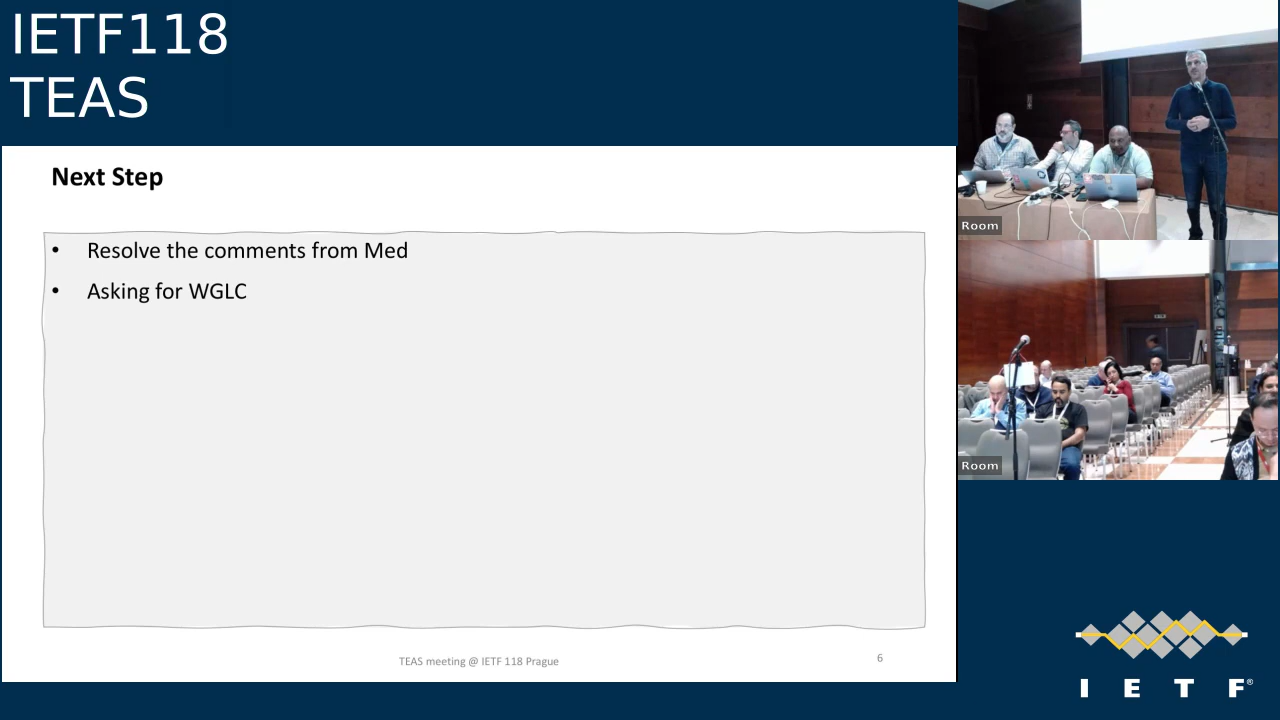 IETF118
TEAS
Next Step
• Resolve the comments from Med
• Asking for WGLC
TEAS meeting @ IETF 118 Prague
6
Room
Room
I E T F®